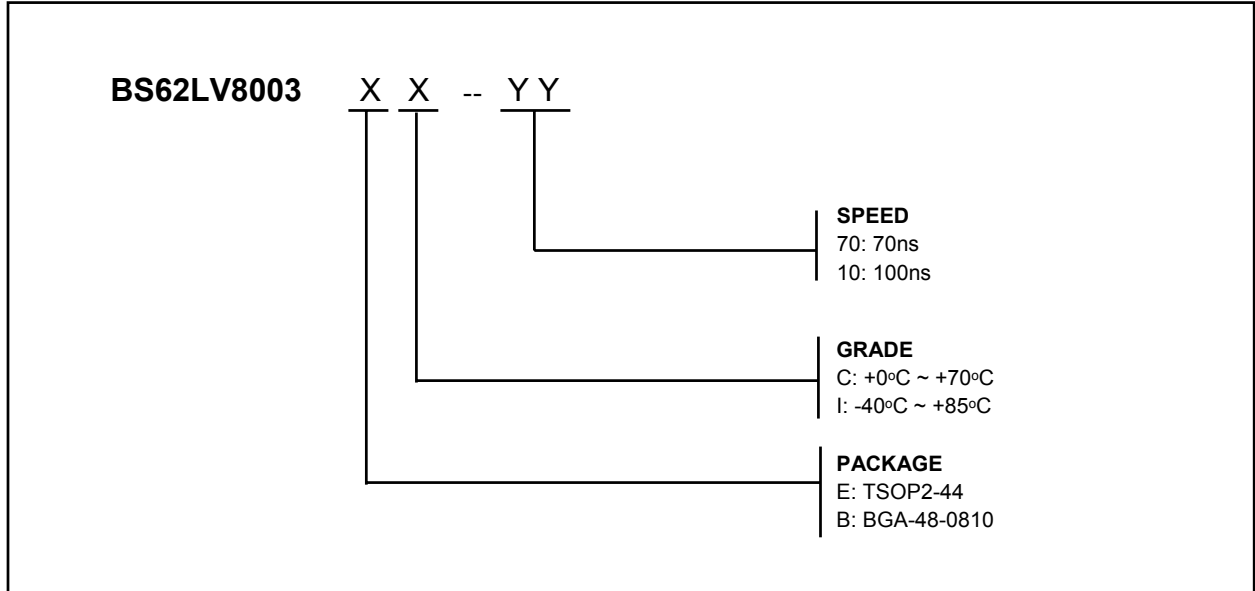 BS62LV8003 X X -- Y Y
SPEED
70: 70ns
10: 100ns
GRADE
C: +0oC ~ +70oC
I: -40oC ~ +85oC
PACKAGE
E: TSOP2-44
B: BGA-48-0810